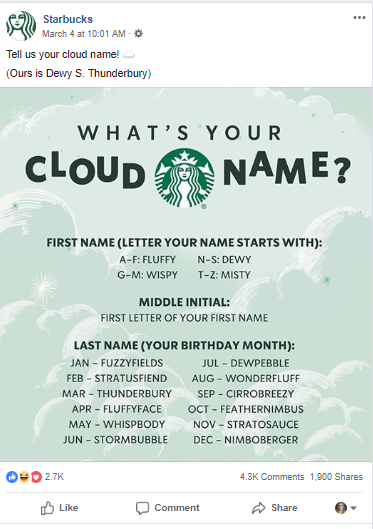 Starbucks
March 4 at 10:01 AM ·
Tell us your cloud name! ☁️
(Ours is Dewy S. Thunderbury)
WHAT'S YOUR
CLOUD NAME?
FIRST NAME (LETTER YOUR NAME STARTS WITH):
A–F: FLUFFY N–S: DEWY
G–M: WISPY T–Z: MISTY
MIDDLE INITIAL:
FIRST LETTER OF YOUR FIRST NAME
LAST NAME (YOUR BIRTHDAY MONTH):
JAN – FUZZYFIELDS JUL – DEWPEBBLE
FEB – STRATUSFIEND AUG – WONDERFLUFF
MAR – THUNDERBURY SEP – CIRROBREEZY
APR – FLUFFYFACE OCT – FEATHERNIMBUS
MAY – WHISPBODY NOV – STRATOSAUCE
JUN – STORMBUBBLE DEC – NIMBOBERGER
2.7K 4.3K Comments 1,900 Shares
Like Comment Share